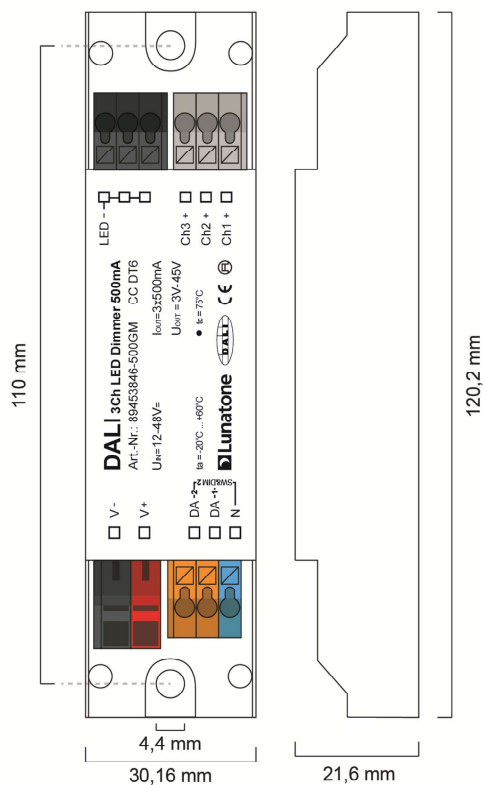 LED -
Ch3 +
Ch2 +
Ch1 +
DALI 3Ch LED Dimmer 500mA
Art.-Nr.: 89453846-500GM CC DT6
UIN=12-48V=
IOUT=3x500mA
UOUT = 3V-45V
ta = -20°C ... +60°C
tc = 75°C
Lunatone
DALI
CE
V -
V+
SW&DIM2
DA -2-
DA -1-
N
110 mm
120,2 mm
4,4 mm
30,16 mm
21,6 mm